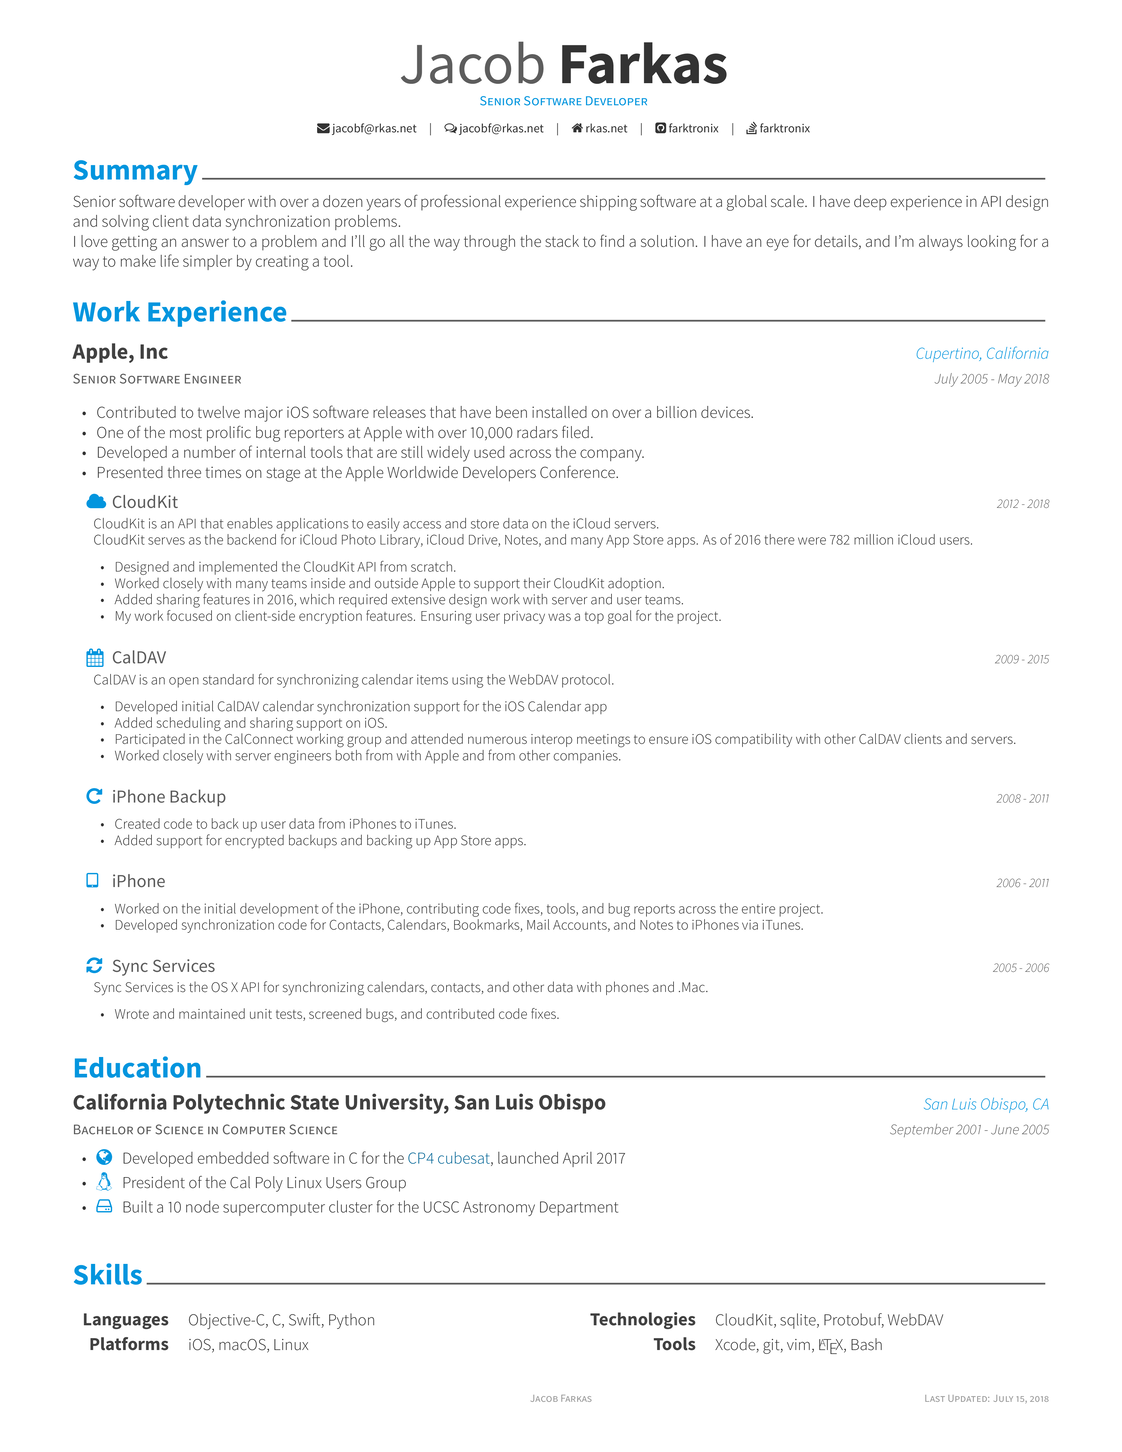 Jacob Farkas
Senior Software Developer
jacobf@rkas.net | jacobf@rkas.net | rkas.net | farktronix | farktronix
Summary
Senior software developer with over a dozen years of professional experience shipping software at a global scale. I have deep experience in API design
and solving client data synchronization problems.
I love getting an answer to a problem and I'll go all the way through the stack to find a solution. I have an eye for details, and I'm always looking for a
way to make life simpler by creating a tool.
Work Experience
Apple, Inc Cupertino, California
Senior Software Engineer July 2005 - May 2018
• Contributed to twelve major iOS software releases that have been installed on over a billion devices.
• One of the most prolific bug reporters at Apple with over 10,000 radars filed.
• Developed a number of internal tools that are still widely used across the company.
• Presented three times on stage at the Apple Worldwide Developers Conference.
CloudKit 2012 - 2018
CloudKit is an API that enables applications to easily access and store data on the iCloud servers.
CloudKit serves as the backend for iCloud Photo Library, iCloud Drive, Notes, and many App Store apps. As of 2016 there were 782 million iCloud users.
• Designed and implemented the CloudKit API from scratch.
• Worked closely with many teams inside and outside Apple to support their CloudKit adoption.
• Added sharing features in 2016, which required extensive design work with server and user teams.
• My work focused on client-side encryption features. Ensuring user privacy was a top goal for the project.
CalDAV 2009 - 2015
CalDAV is an open standard for synchronizing calendar items using the WebDAV protocol.
• Developed initial CalDAV calendar synchronization support for the iOS Calendar app
• Added scheduling and sharing support on iOS.
• Participated in the CalConnect working group and attended numerous interop meetings to ensure iOS compatibility with other CalDAV clients and servers.
• Worked closely with server engineers both from with Apple and from other companies.
iPhone Backup 2008 - 2011
• Created code to back up user data from iPhones to iTunes.
• Added support for encrypted backups and backing up App Store apps.
iPhone 2006 - 2011
• Worked on the initial development of the iPhone, contributing code fixes, tools, and bug reports across the entire project.
• Developed synchronization code for Contacts, Calendars, Bookmarks, Mail Accounts, and Notes to iPhones via iTunes.
Sync Services 2005 - 2006
Sync Services is the OS X API for synchronizing calendars, contacts, and other data with phones and .Mac.
• Wrote and maintained unit tests, screened bugs, and contributed code fixes.
Education
California Polytechnic State University, San Luis Obispo San Luis Obispo, CA
Bachelor of Science in Computer Science September 2001 - June 2005
• Developed embedded software in C for the CP4 cubesat, launched April 2017
• President of the Cal Poly Linux Users Group
• Built a 10 node supercomputer cluster for the UCSC Astronomy Department
Skills
Languages Objective-C, C, Swift, Python Technologies CloudKit, sqlite, Protobuf, WebDAV
Platforms iOS, macOS, Linux Tools Xcode, git, vim, LATEX, Bash
Jacob Farkas Last Updated: July 15, 2018